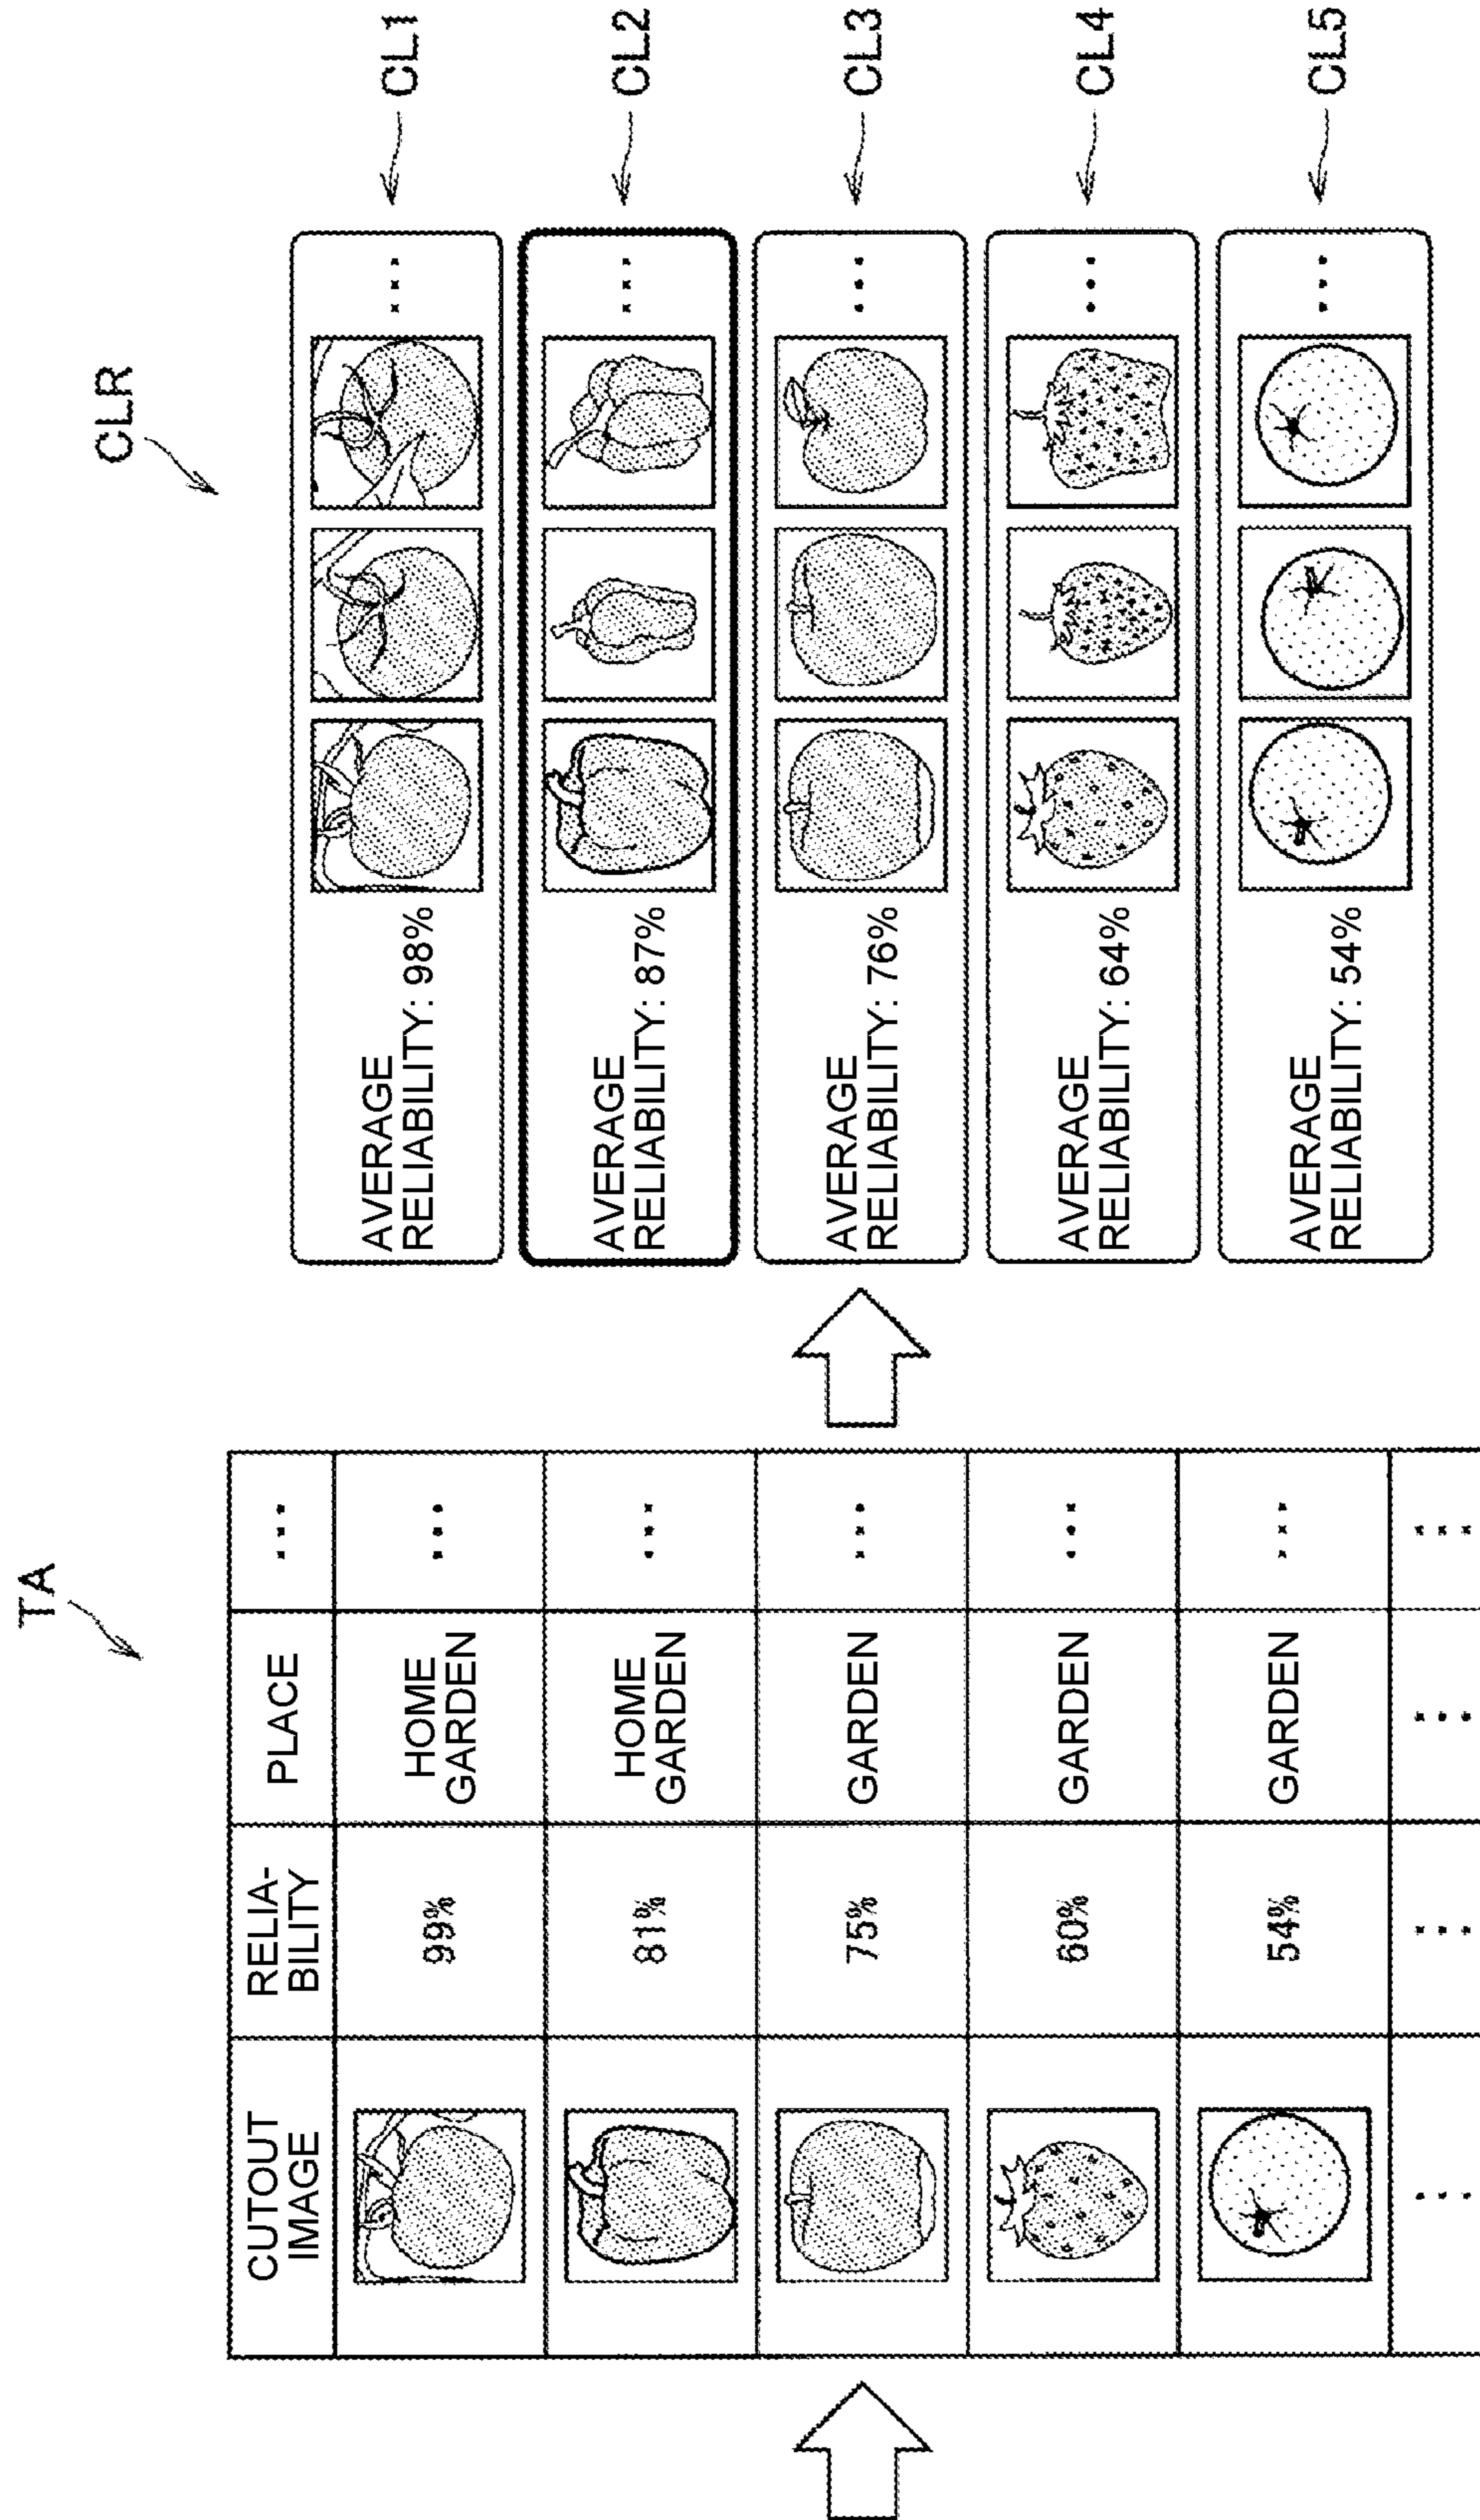 TA
CUTOUT
IMAGE
RELIA-
BILITY
PLACE
...
99%
HOME
GARDEN
...
81%
HOME
GARDEN
...
75%
GARDEN
...
60%
GARDEN
...
54%
GARDEN
...
CLR
AVERAGE
RELIABILITY: 98%
...
CL1
AVERAGE
RELIABILITY: 87%
...
CL2
AVERAGE
RELIABILITY: 76%
...
CL3
AVERAGE
RELIABILITY: 64%
...
CL4
AVERAGE
RELIABILITY: 54%
...
CL5